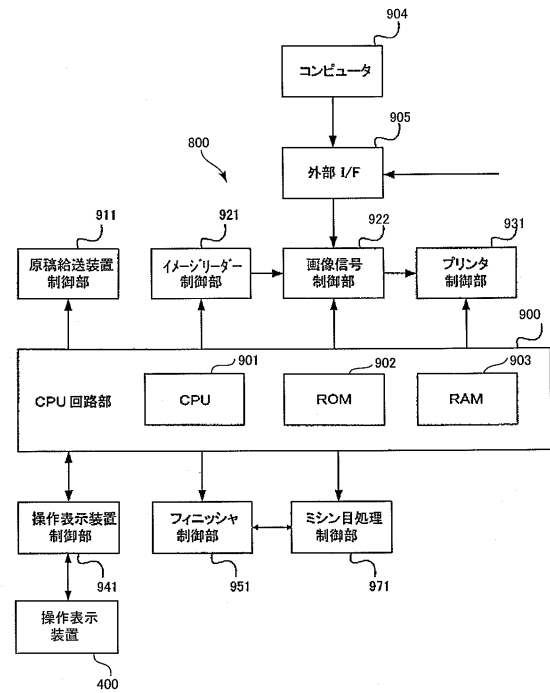 904
コンピュータ
905
外部 I/F
800
911
原稿給送装置
制御部
921
イメージリーダー
制御部
922
画像信号
制御部
931
プリンタ
制御部
900
CPU 回路部
901
CPU
902
ROM
903
RAM
操作表示装置
制御部
941
フィニッシャ
制御部
951
ミシン目処理
制御部
971
操作表示
装置
400